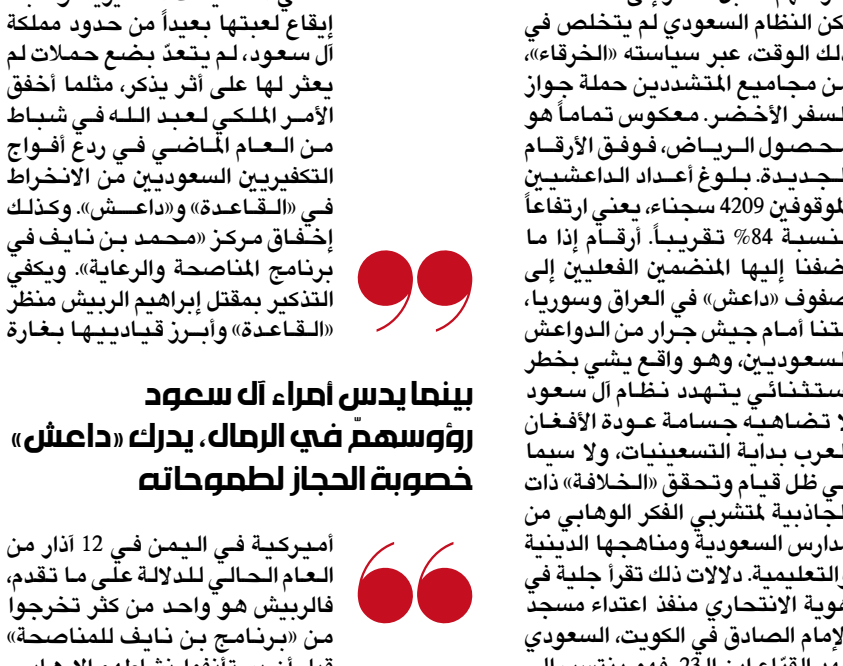 لكن النظام السعودي لم يتخلص في
ذلك الوقت، عبر سياسته «الخرقاء»،
من مجاميع المتشددين حملة جواز
السفر الأخضر. معكوس تماماً هو
محصول الرياض، فوفق الأرقام
الجديدة. بلوغ أعداد الداعشيين
الموقوفين 4209 سجناء، يعني ارتفاعاً
بنسبة 84% تقريباً. أرقام إذا ما
أضفنا إليها المنضمين الفعليين إلى
صفوف «داعش» في العراق وسوريا،
بتنا أمام جيش جرار من الدواعش
السعوديين، وهو واقع يشي بخطر
استثنائي يتهدد نظام آل سعود
لا تضاهيه جسامة عودة الأفغان
العرب بداية التسعينيات، ولا سيما
في ظل قيام وتحقق «الخلافة» ذات
الجاذبية لمتشربي الفكر الوهابي من
مدارس السعودية ومناهجها الدينية
والتعليمية. دلالات ذلك تقرأ جلية في
هوية الانتحاري منفذ اعتداء مسجد
الإمام الصادق في الكويت، السعودي
إيقاع لعبتها بعيداً من حدود مملكة
آل سعود، لم يتعدّ بضع حملات لم
يعثر لها على أثر يذكر، مثلما أخفق
الأمر الملكي لعبد الله في شباط
من العام الماضي في ردع أفواج
التكفيريين السعوديين من الانخراط
في «القاعدة» و«داعش». وكذلك
إخفاق مركز «محمد بن نايف في
برنامج المناصحة والرعاية». ويكفي
التذكير بمقتل إبراهيم الربيش منظر
«القاعدة» وأبرز قيادييها بغارة
بينما يدس أمراء آل سعود
رؤوسهمّ في الرمال، يدرك «داعش»
خصوبة الحجاز لطموحاته
أميركية في اليمن في 12 آذار من
العام الحالي للدلالة على ما تقدم،
فالربيش هو واحد من كثر تخرجوا
من «برنامج بن نايف للمناصحة»